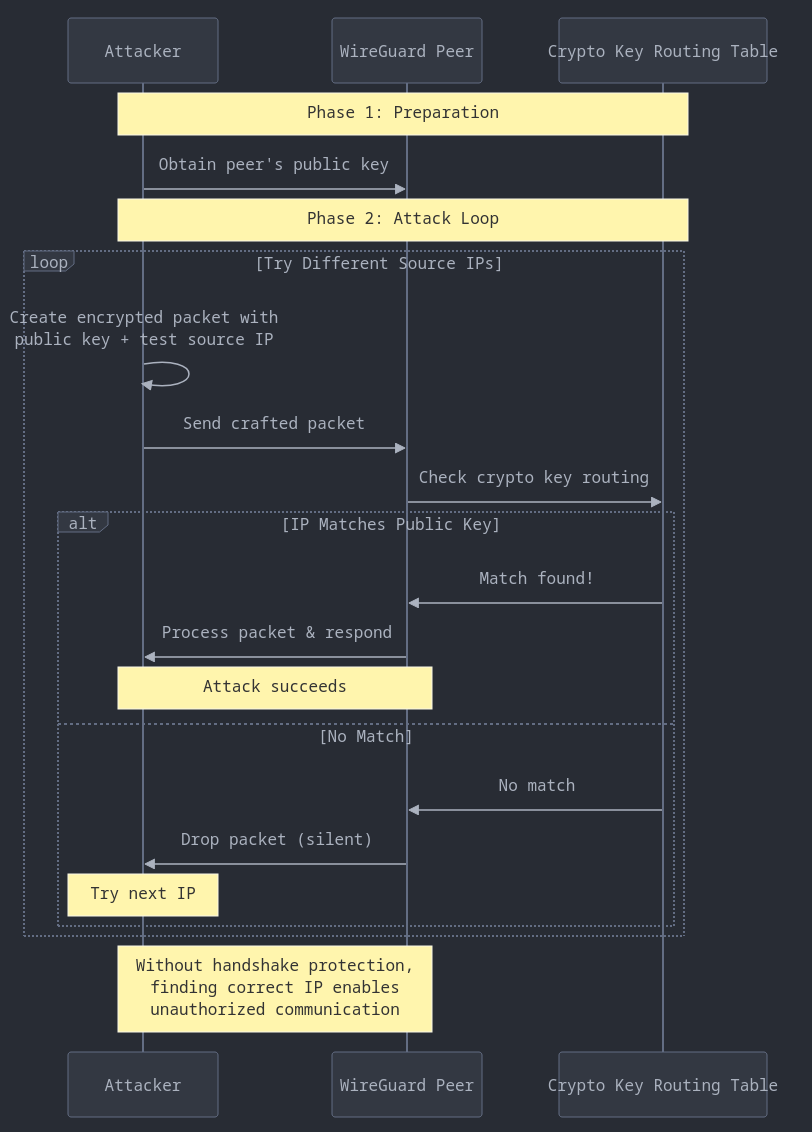 Attacker
WireGuard Peer
Crypto Key Routing Table
Phase 1: Preparation
Obtain peer's public key
Phase 2: Attack Loop
loop
[Try Different Source IPs]
Create encrypted packet with
public key + test source IP
Send crafted packet
Check crypto key routing
alt
[IP Matches Public Key]
Match found!
Process packet & respond
Attack succeeds
[No Match]
No match
Drop packet (silent)
Try next IP
Without handshake protection,
finding correct IP enables
unauthorized communication
Attacker
WireGuard Peer
Crypto Key Routing Table